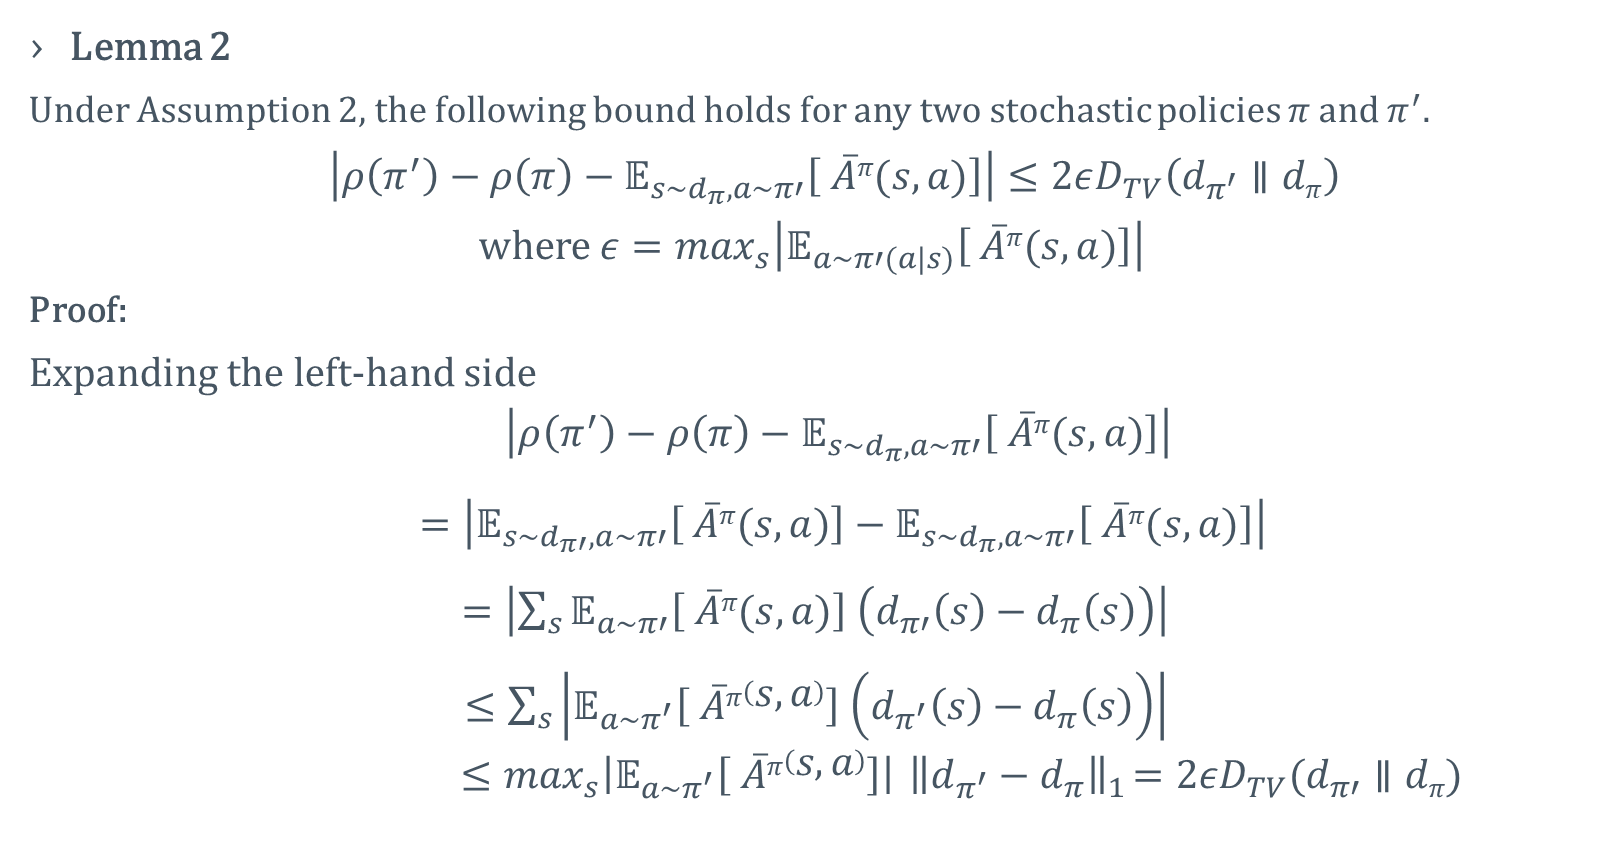 › Lemma 2
Under Assumption 2, the following bound holds for any two stochastic policies π and π′.
|ρ(π′) − ρ(π) − 𝔼_{s~d_π,a~π′}[ Ā^π(s, a)]| ≤ 2ϵD_{TV}(d_{π′} ∥ d_π)
where ϵ = max_s|𝔼_{a~π′(a|s)}[ Ā^π(s, a)]|
Proof:
Expanding the left-hand side
|ρ(π′) − ρ(π) − 𝔼_{s~d_π,a~π′}[ Ā^π(s, a)]|
= |𝔼_{s~d_{π′},a~π′}[ Ā^π(s, a)] − 𝔼_{s~d_π,a~π′}[ Ā^π(s, a)]|
= |∑_s 𝔼_{a~π′}[ Ā^π(s, a)] (d_{π′}(s) − d_π(s))|
≤ ∑_s |𝔼_{a~π′}[ Ā^{π(s, a)}] (d_{π′}(s) − d_π(s))|
≤ max_s|𝔼_{a~π′}[ Ā^{π(s, a)}]| ‖d_{π′} − d_π‖_1 = 2ϵD_{TV}(d_{π′} ∥ d_π)